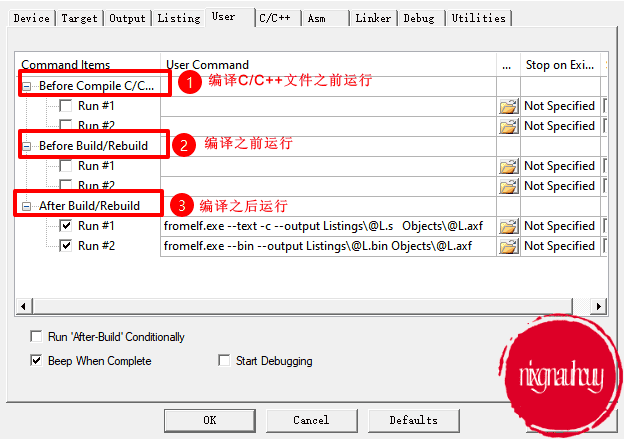 Device Target Output Listing User C/C++ Asm Linker Debug Utilities
Command Items User Command ... Stop on Exi...
Before Compile C/C... 1 编译C/C++文件之前运行
Run #1 Not Specified
Run #2 Not Specified
Before Build/Rebuild 2 编译之前运行
Run #1 Not Specified
Run #2 Not Specified
After Build/Rebuild 3 编译之后运行
Run #1 fromelf.exe --text -c --output Listings\@L.s Objects\@L.axf Not Specified
Run #2 fromelf.exe --bin --output Listings\@L.bin Objects\@L.axf Not Specified
Run 'After-Build' Conditionally
Beep When Complete Start Debugging
OK Cancel Defaults